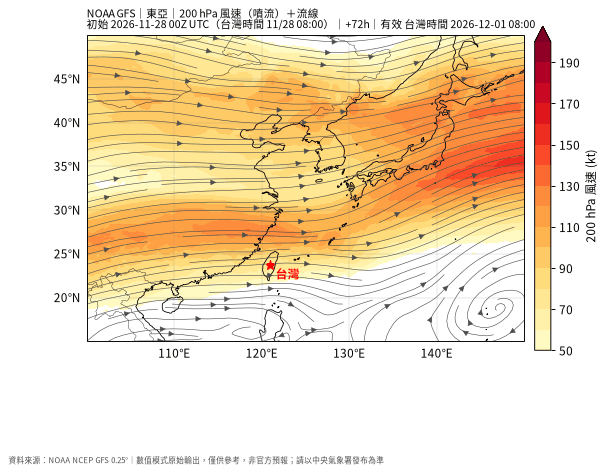 NOAA GFS｜東亞｜200 hPa 風速（噴流）＋流線
初始 2026-11-28 00Z UTC（台灣時間 11/28 08:00）｜+72h｜有效 台灣時間 2026-12-01 08:00
45°N
40°N
35°N
30°N
25°N
20°N
110°E
120°E
130°E
140°E
台灣
190
170
150
130
110
90
70
50
200 hPa 風速 (kt)
資料來源：NOAA NCEP GFS 0.25°｜數值模式原始輸出，僅供參考，非官方預報；請以中央氣象署發布為準